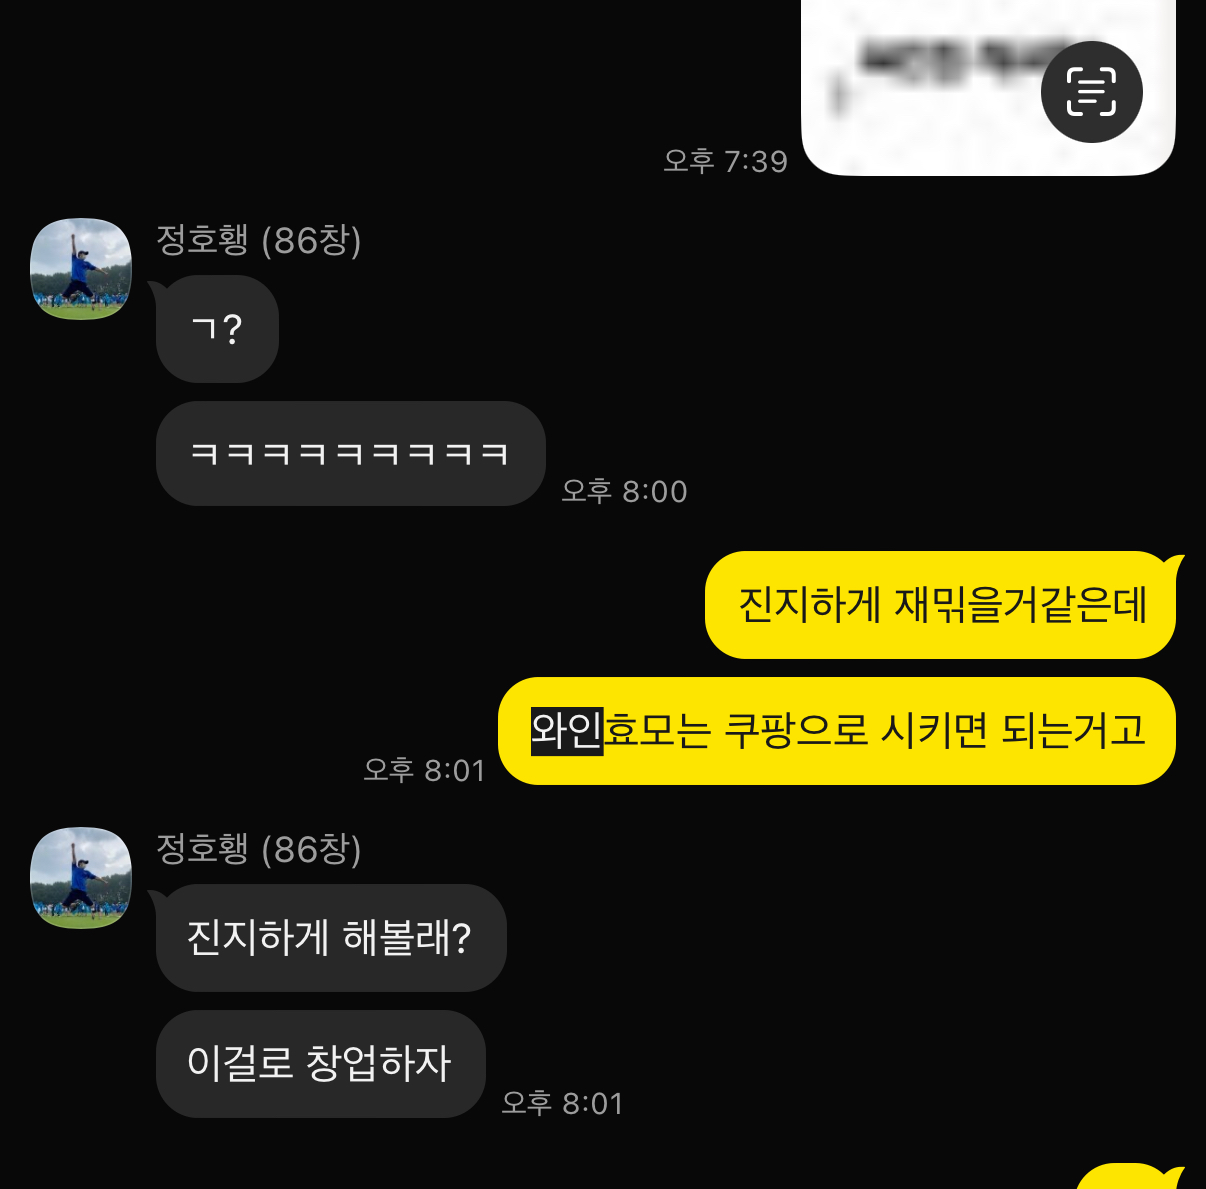 오후 7:39
정호횅 (86창)
ㄱ?
ㅋㅋㅋㅋㅋㅋㅋㅋㅋ
오후 8:00
진지하게 재밖을거같은데
와인효모는 쿠팡으로 시키면 되는거고
오후 8:01
정호횅 (86창)
진지하게 해볼래?
이걸로 창업하자
오후 8:01